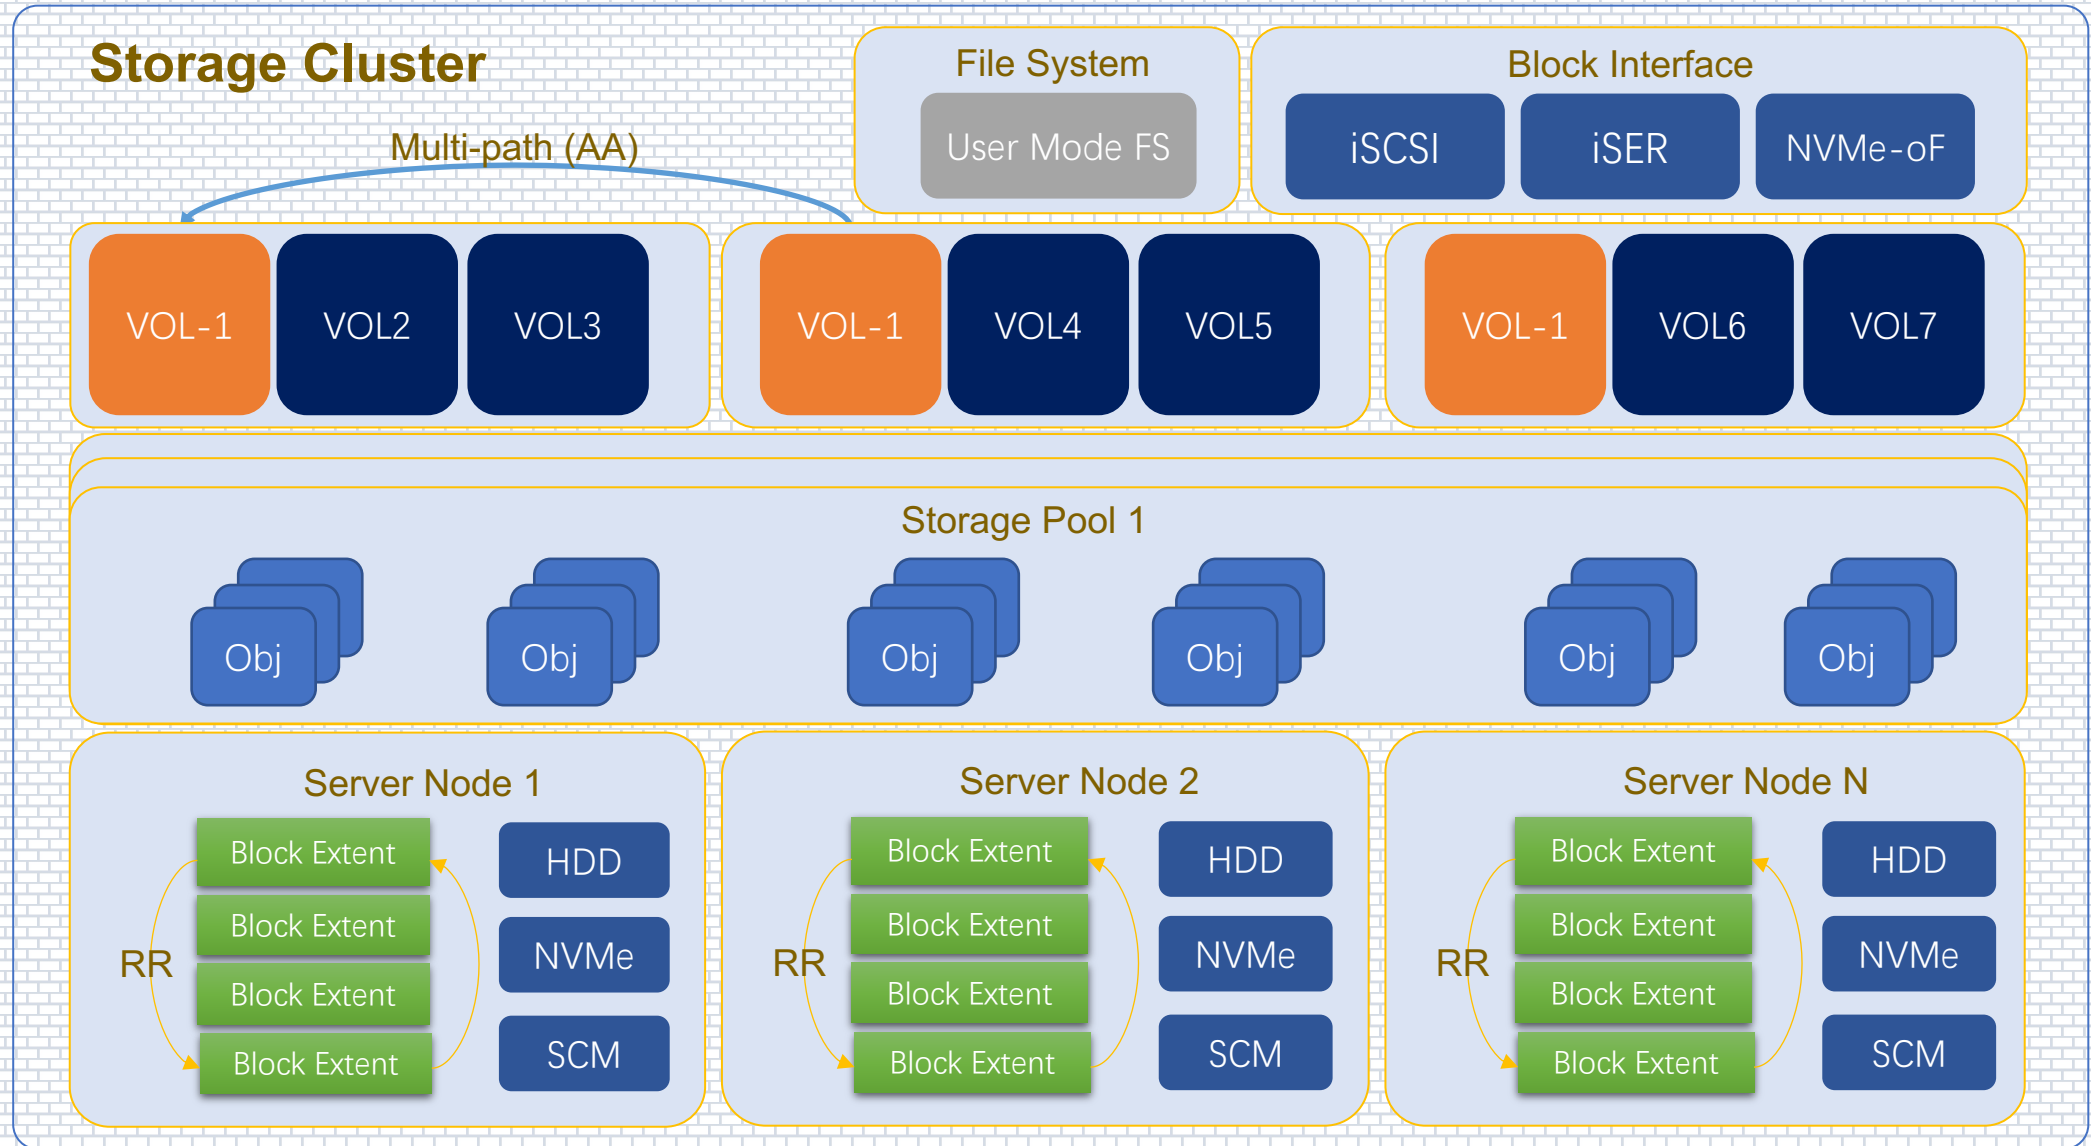 Storage Cluster
File System
Block Interface
User Mode FS
iSCSI
iSER
NVMe-oF
Multi-path (AA)
VOL-1
VOL2
VOL3
VOL-1
VOL4
VOL5
VOL-1
VOL6
VOL7
Storage Pool 1
Obj
Obj
Obj
Obj
Obj
Obj
Server Node 1
Block Extent
Block Extent
Block Extent
Block Extent
RR
HDD
NVMe
SCM
Server Node 2
Block Extent
Block Extent
Block Extent
Block Extent
RR
HDD
NVMe
SCM
Server Node N
Block Extent
Block Extent
Block Extent
Block Extent
RR
HDD
NVMe
SCM